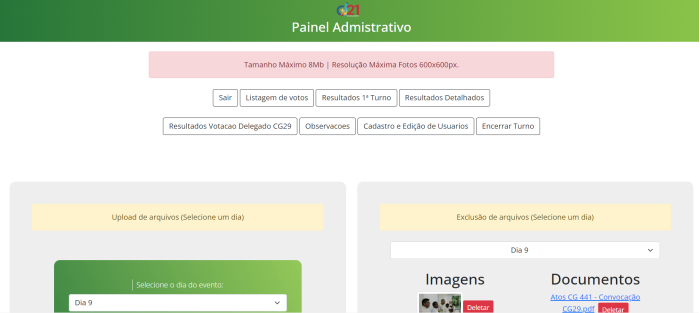 21
Painel Admistrativo
Tamanho Máximo 8Mb | Resolução Máxima Fotos 600x600px.
Sair Listagem de votos Resultados 1ª Turno Resultados Detalhados
Resultados Votacao Delegado CG29 Observacoes Cadastro e Edição de Usuarios Encerrar Turno
Upload de arquivos (Selecione um dia)
Selecione o dia do evento:
Dia 9
Exclusão de arquivos (Selecione um dia)
Dia 9
Imagens
Deletar
Documentos
Atos CG 441 - Convocação
CG29.pdf Deletar